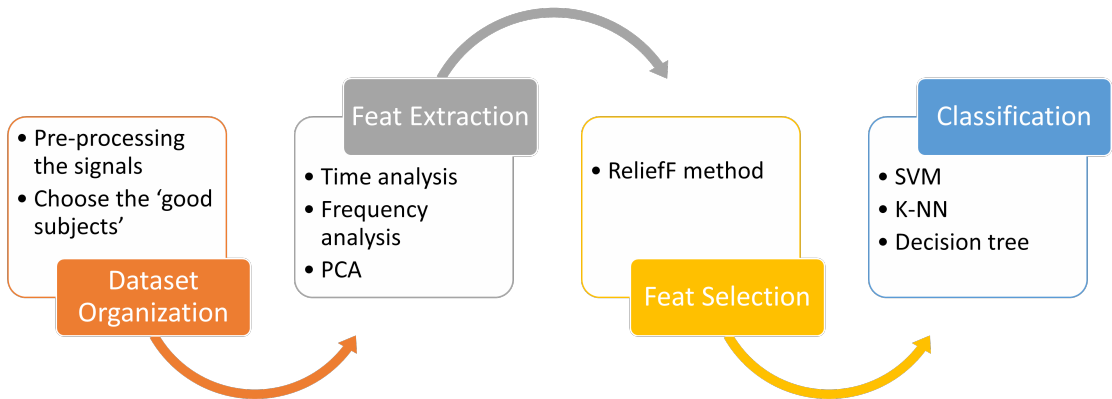 • Pre-processing
the signals
• Choose the ‘good
subjects’
Dataset
Organization
Feat Extraction
• Time analysis
• Frequency
analysis
• PCA
• ReliefF method
Feat Selection
Classification
• SVM
• K-NN
• Decision tree